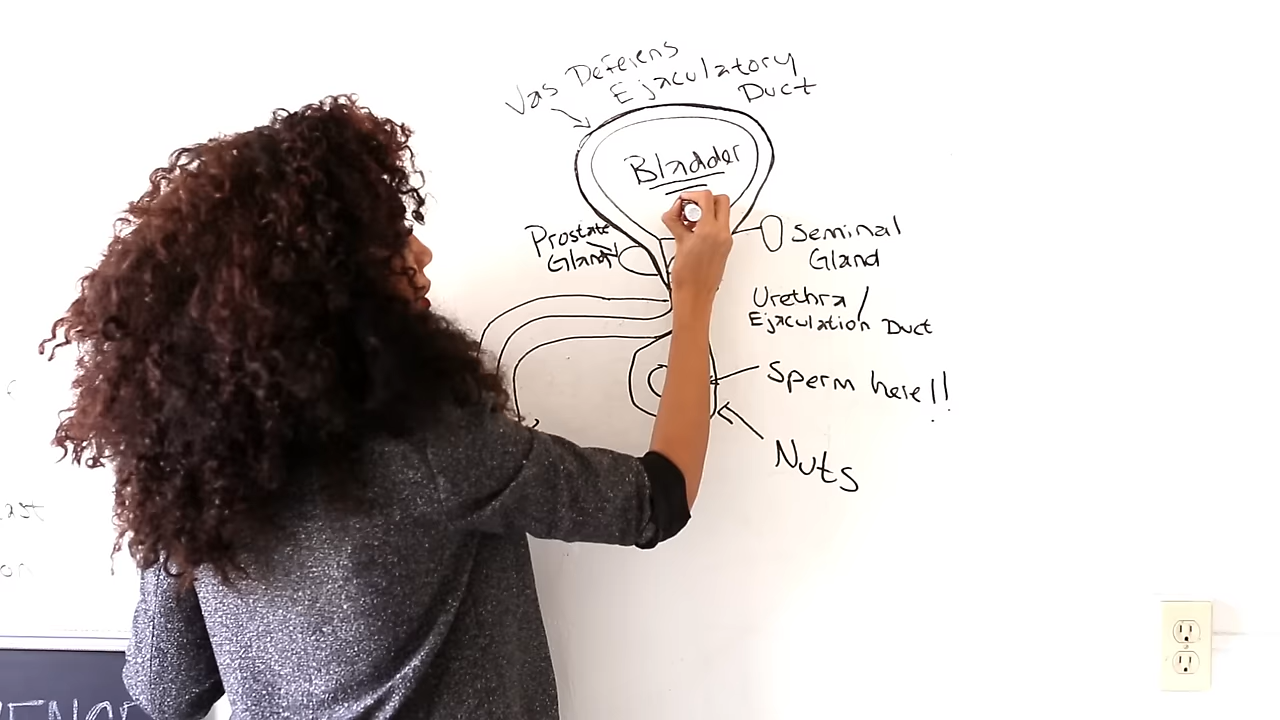 Vas Deferens
Ejaculatory
Duct
Bladder
Prostate
Gland
Seminal
Gland
Urethra/
Ejaculation Duct
Sperm here!!
Nuts